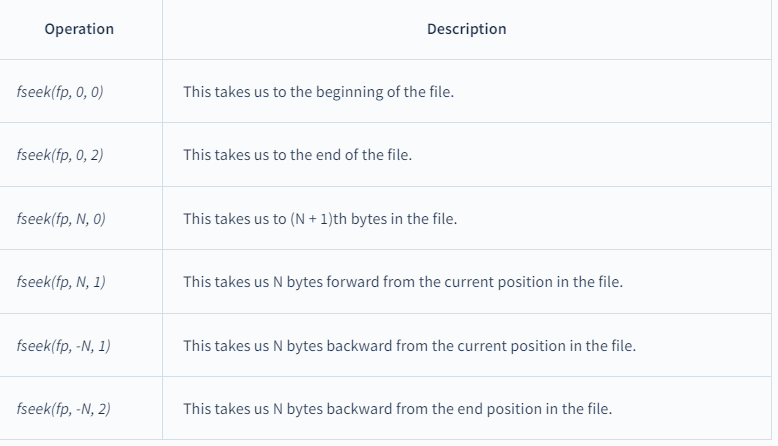 Operation Description
fseek(fp, 0, 0) This takes us to the beginning of the file.
fseek(fp, 0, 2) This takes us to the end of the file.
fseek(fp, N, 0) This takes us to (N + 1)th bytes in the file.
fseek(fp, N, 1) This takes us N bytes forward from the current position in the file.
fseek(fp, -N, 1) This takes us N bytes backward from the current position in the file.
fseek(fp, -N, 2) This takes us N bytes backward from the end position in the file.